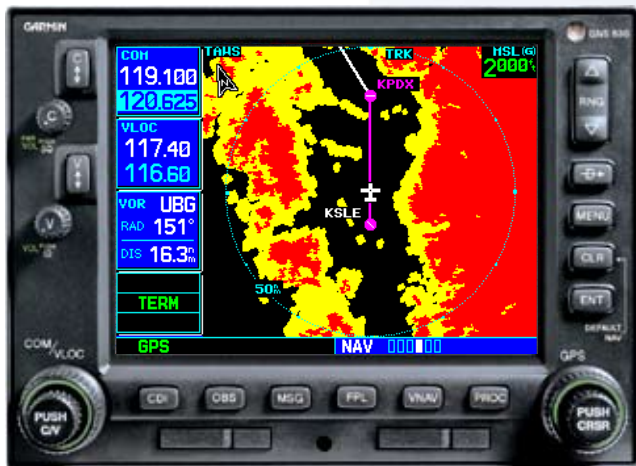 GARMIN
GNS 530
COM
119.100
120.625
VLOC
117.40
116.60
VOR UBG
RAD 151°
DIS 16.3nm
TERM
GPS
TAWS
N
TRK
MSL(G)
2000ft
KPDX
KSLE
50nm
NAV
C
C
PWR
VOL
V
V
VOL
RNG
D
MENU
CLR
ENT
DEFAULT
NAV
COM/VLOC
PUSH
C/V
CDI
OBS
MSG
FPL
VNAV
PROC
GPS
PUSH
CRSR